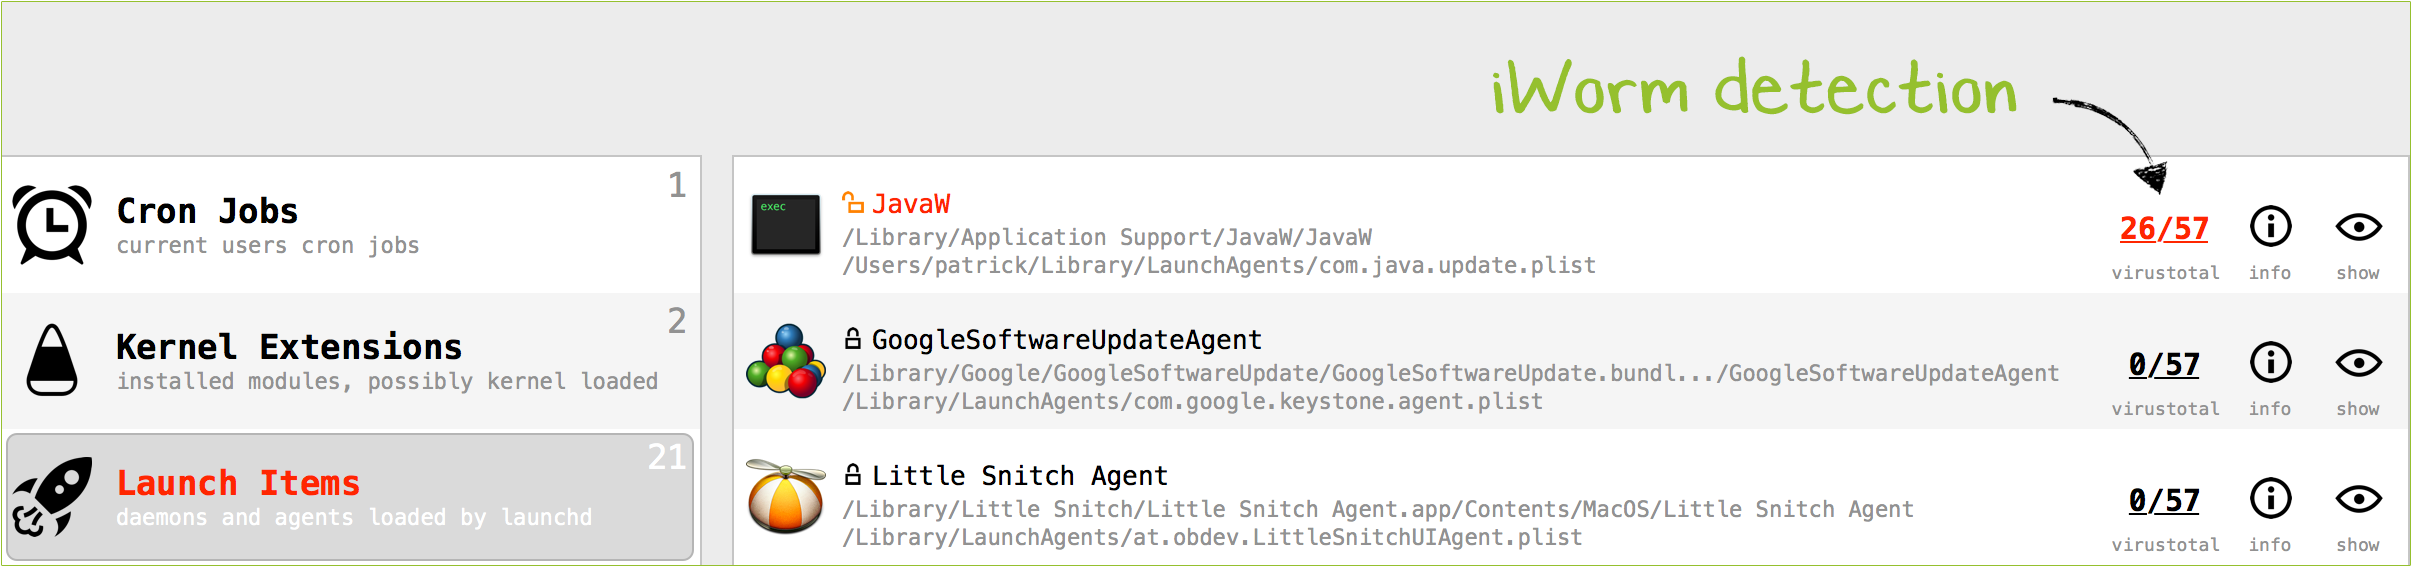 iWorm detection
1
Cron Jobs
current users cron jobs
2
Kernel Extensions
installed modules, possibly kernel loaded
21
Launch Items
daemons and agents loaded by launchd
exec
JavaW
/Library/Application Support/JavaW/JavaW
/Users/patrick/Library/LaunchAgents/com.java.update.plist
26/57
virustotal
info
show
GoogleSoftwareUpdateAgent
/Library/Google/GoogleSoftwareUpdate/GoogleSoftwareUpdate.bundl.../GoogleSoftwareUpdateAgent
/Library/LaunchAgents/com.google.keystone.agent.plist
0/57
virustotal
info
show
Little Snitch Agent
/Library/Little Snitch/Little Snitch Agent.app/Contents/MacOS/Little Snitch Agent
/Library/LaunchAgents/at.obdev.LittleSnitchUIAgent.plist
0/57
virustotal
info
show